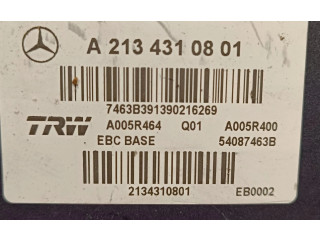 A 213 431 08 01
7463B391390216269
TRW A005R464 Q01 A005R400
EBC BASE 54087463B
2134310801 EB0002